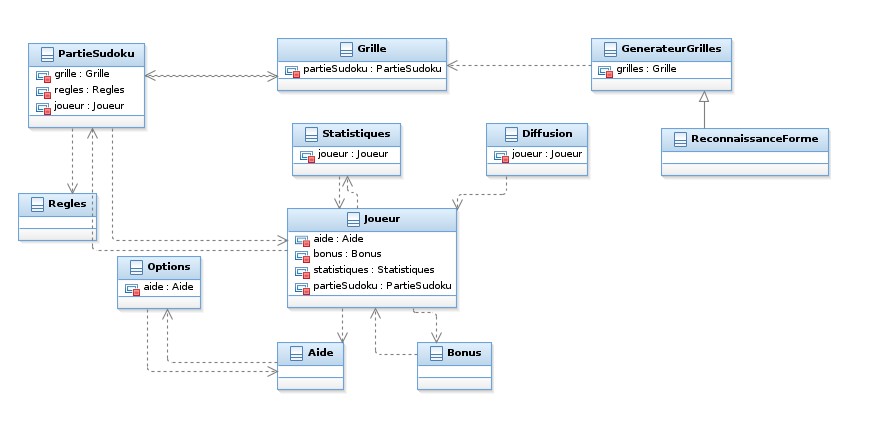 PartieSudoku
grille : Grille
regles : Regles
joueur : Joueur
Grille
partieSudoku : PartieSudoku
GenerateurGrilles
grilles : Grille
Statistiques
joueur : Joueur
Diffusion
joueur : Joueur
ReconnaissanceForme
Regles
Joueur
aide : Aide
bonus : Bonus
statistiques : Statistiques
partieSudoku : PartieSudoku
Options
aide : Aide
Aide
Bonus